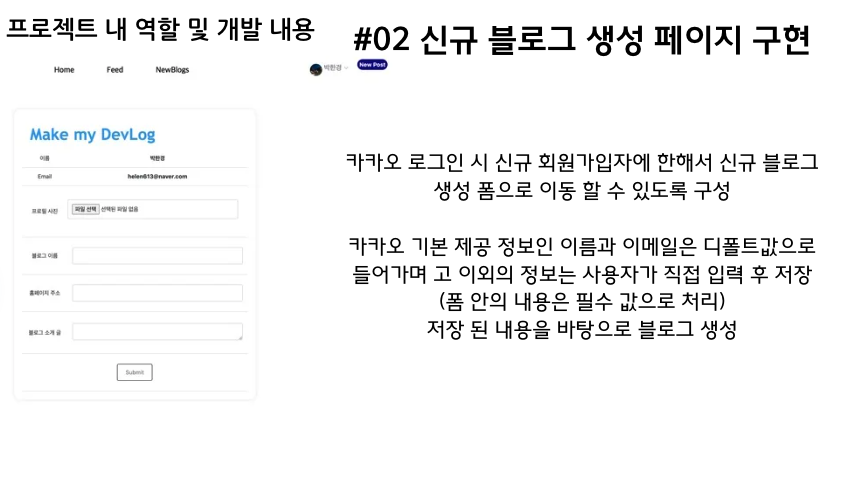 프로젝트 내 역할 및 개발 내용
#02 신규 블로그 생성 페이지 구현
Home Feed NewBlogs 박한경 New Post
Make my DevLog
이름 박한경
Email helen613@naver.com
프로필 사진 파일 선택 선택된 파일 없음
블로그 이름
홈페이지 주소
블로그 소개 글
Submit
카카오 로그인 시 신규 회원가입자에 한해서 신규 블로그
생성 폼으로 이동 할 수 있도록 구성
카카오 기본 제공 정보인 이름과 이메일은 디폴트값으로
들어가며 고 이외의 정보는 사용자가 직접 입력 후 저장
(폼 안의 내용은 필수 값으로 처리)
저장 된 내용을 바탕으로 블로그 생성